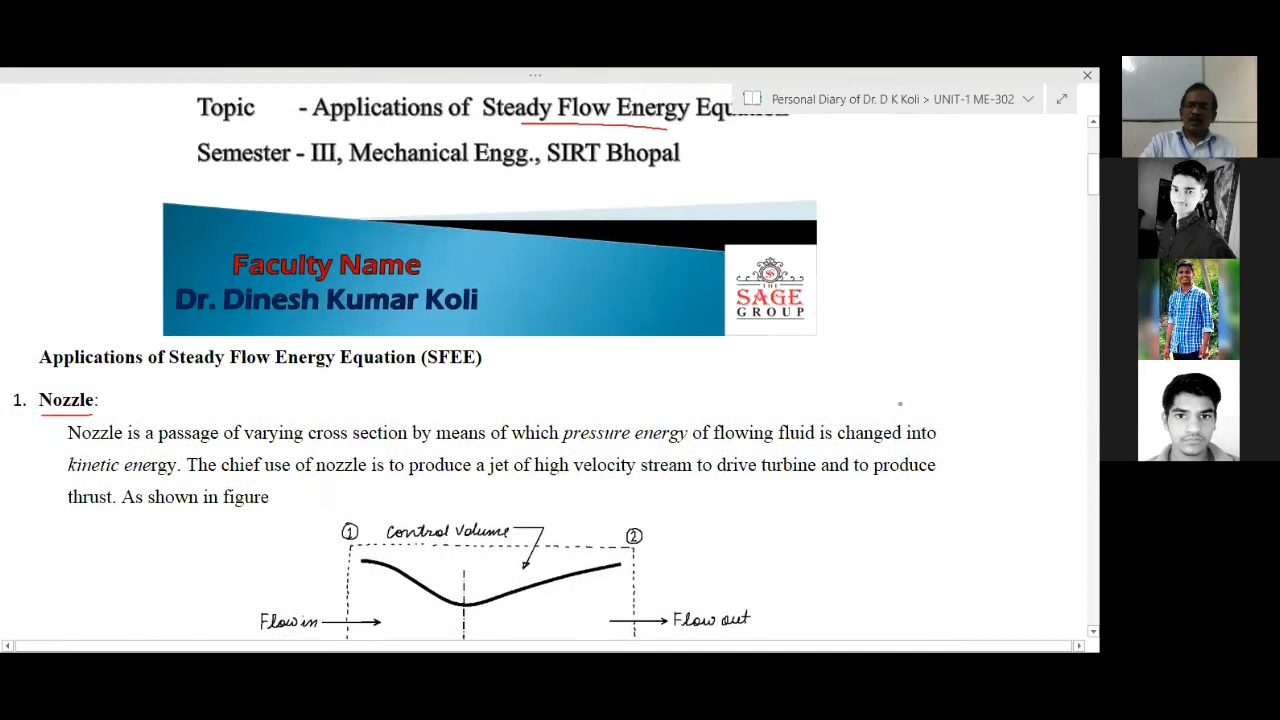 Topic - Applications of Steady Flow Energy Equation
Personal Diary of Dr. D K Koli > UNIT-1 ME-302
Semester - III, Mechanical Engg., SIRT Bhopal
Faculty Name
Dr. Dinesh Kumar Koli
THE
SAGE
GROUP
Applications of Steady Flow Energy Equation (SFEE)
1. Nozzle:
Nozzle is a passage of varying cross section by means of which pressure energy of flowing fluid is changed into
kinetic energy. The chief use of nozzle is to produce a jet of high velocity stream to drive turbine and to produce
thrust. As shown in figure
① Control Volume ②
Flow in Flow out